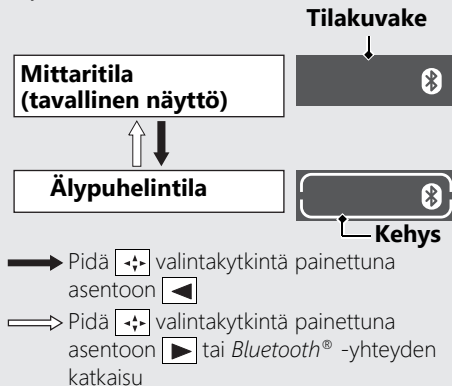 Tilakuvake
Mittaritila
(tavallinen näyttö)
Älypuhelintila
Kehys
Pidä valintakytkintä painettuna
asentoon
Pidä valintakytkintä painettuna
asentoon tai Bluetooth® -yhteyden
katkaisu